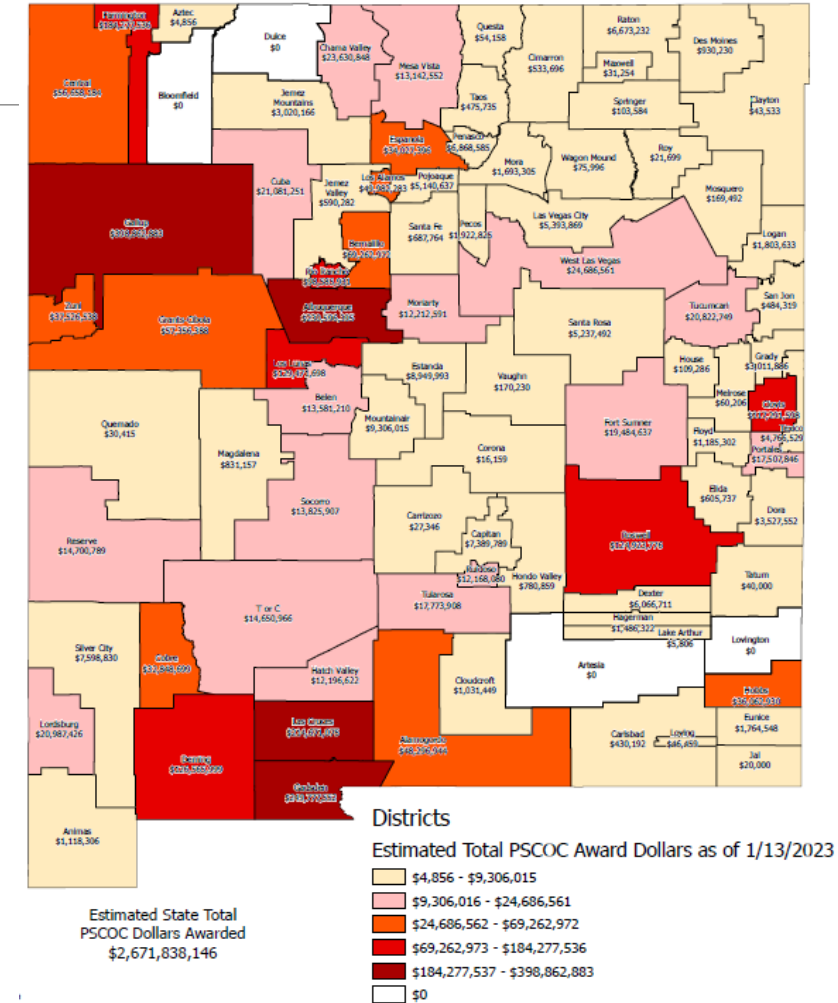 Farmington
$184,277,536
Aztec
$4,856
Dulce
$0
Chama Valley
$23,630,848
Mesa Vista
$13,142,552
Questa
$54,158
Cimarron
$533,696
Raton
$6,673,232
Des Moines
$930,230
Maxwell
$31,254
Central
$56,658,184
Bloomfield
$0
Jemez
Mountains
$3,020,166
Taos
$475,735
Springer
$103,584
Clayton
$43,533
Espanola
Penasco
$6,868,585
Cuba
$21,081,251
Jemez
Valley
$590,282
Los Alamos
Pojoaque
$5,140,637
Mora
$1,693,305
Wagon Mound
$75,996
Roy
$21,699
Mosquero
$169,492
Gallup
Bernalillo
Santa Fe
$687,764
Pecos
$1,922,826
Las Vegas City
$5,393,869
Logan
$1,803,633
Rio Rancho
West Las Vegas
$24,686,561
Zuni
Grants Cibola
$57,356,388
Albuquerque
Moriarty
$12,212,591
Santa Rosa
$5,237,492
Tucumcari
$20,822,749
San Jon
$484,319
Los Lunas
Estanda
$8,949,993
Vaughn
$170,230
House
$109,286
Grady
$3,011,886
Quemado
$30,415
Belen
$13,581,210
Mountainair
$9,306,015
Melrose
$60,206
Clovis
Fort Sumner
$19,484,637
Floyd
$1,185,302
Texico
$4,766,529
Portales
$17,507,846
Magdalena
$831,157
Corona
$16,159
Socorro
$13,825,907
Carrizozo
$27,346
Elida
$605,737
Dora
$3,527,552
Reserve
$14,700,789
Capitan
$7,389,789
Roswell
Ruidoso
$12,168,080
Hondo Valley
$780,859
Tatum
$40,000
T or C
$14,650,966
Tularosa
$17,773,908
Dexter
$6,066,711
Hagerman
$1,486,322
Lake Arthur
$5,806
Silver City
$7,598,830
Cobre
Hatch Valley
$12,196,622
Cloudcroft
$1,031,449
Artesia
$0
Lovington
$0
Hobbs
Lordsburg
$20,987,426
Deming
Las Cruces
Alamogordo
$48,296,944
Carlsbad
$430,192
Loving
Eunice
$1,764,548
Jal
$20,000
Gadsden
Animas
$1,118,306
Districts
Estimated Total PSCOC Award Dollars as of 1/13/2023
$4,856 - $9,306,015
$9,306,016 - $24,686,561
$24,686,562 - $69,262,972
$69,262,973 - $184,277,536
$184,277,537 - $398,862,883
$0
Estimated State Total
PSCOC Dollars Awarded
$2,671,838,146